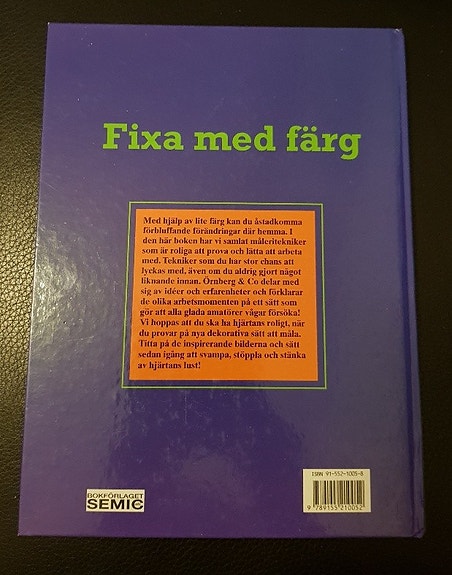 Fixa med färg
Med hjälp av lite färg kan du åstadkomma
förbluffande förändringar där hemma. I
den här boken har vi samlat måleritekniker
som är roliga att prova och lätta att arbeta
med. Tekniker som du har stor chans att
lyckas med, även om du aldrig gjort något
liknande innan. Örnberg & Co delar med
sig av idéer och erfarenheter och förklarar
de olika arbetsmomenten på ett sätt som
gör att alla glada amatörer vågar försöka!
Vi hoppas att du ska ha hjärtans roligt, när
du provar på nya dekorativa sätt att måla.
Titta på de inspirerande bilderna och sätt
sedan igång att svampa, stöppla och stänka
av hjärtans lust!
ISBN 91-552-1005-8
9 789155 210052
BOKFÖRLAGET
SEMIC